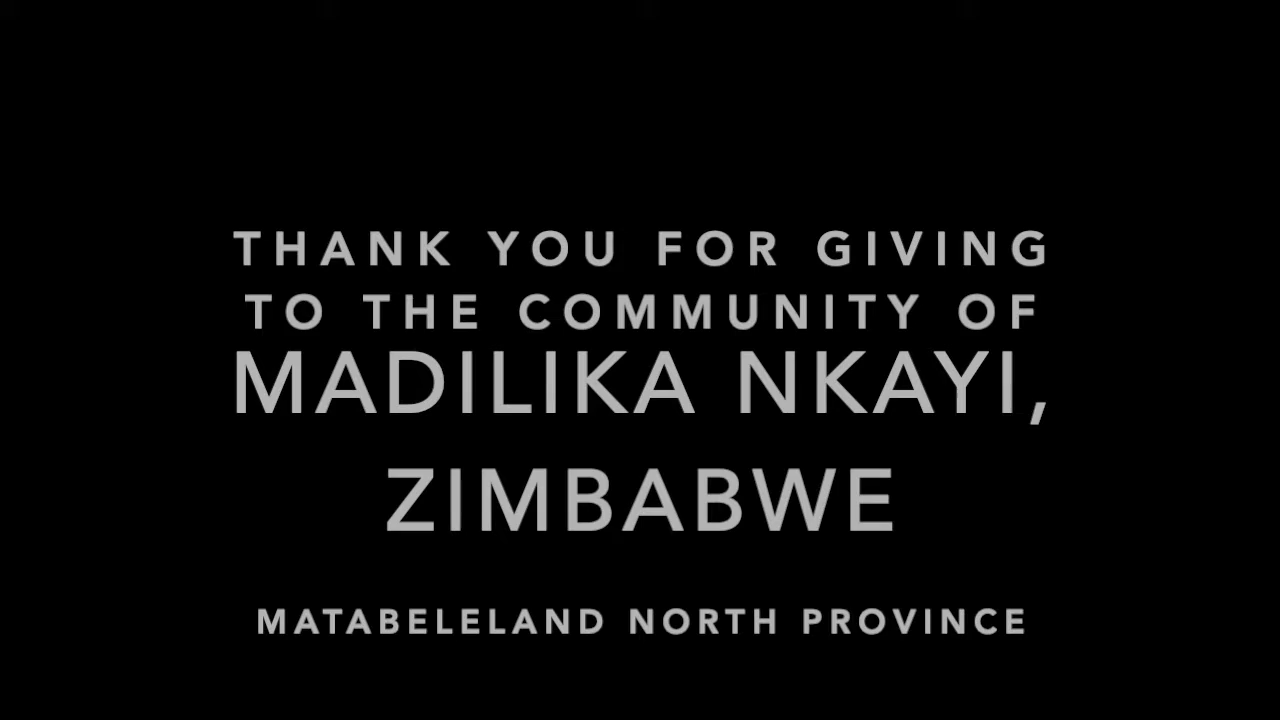 THANK YOU FOR GIVING
TO THE COMMUNITY OF
MADILIKA NKAYI,
ZIMBABWE
MATABELELAND NORTH PROVINCE